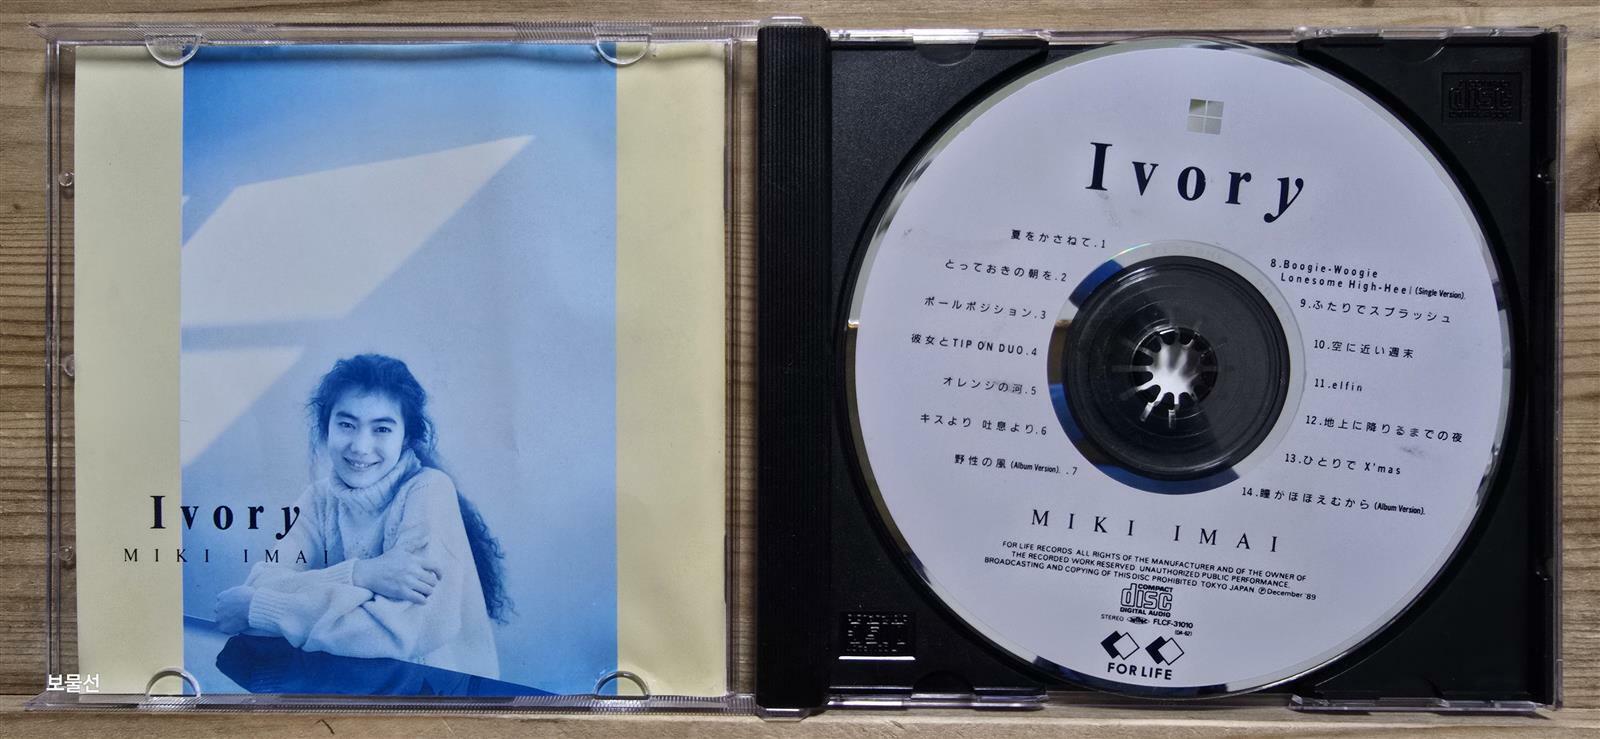 Ivory
MIKI IMAI
보물선
Ivory
夏をかさねて.1
とっておきの朝を.2
ポールポジション.3
彼女とTIP ON DUO.4
オレンジの河.5
キスより 吐息より.6
野性の風(Album Version). .7
8.Boogie-Woogie
Lonesome High-Heel(Single Version).
9.ふたりでスプラッシュ
10.空に近い週末
11.elfin
12.地上に降りるまでの夜
13.ひとりで X'mas
14.瞳がほほえむから(Album Version).
MIKI IMAI
FOR LIFE RECORDS ALL RIGHTS OF THE MANUFACTURER AND OF THE OWNER OF
THE RECORDED WORK RESERVED UNAUTHORIZED PUBLIC PERFORMANCE.
BROADCASTING AND COPYING OF THIS DISC PROHIBITED TOKYO JAPAN ℗December '89
COMPACT
disc
DIGITAL AUDIO
STEREO FLCF-31010
(DA-62)
FOR LIFE
disc